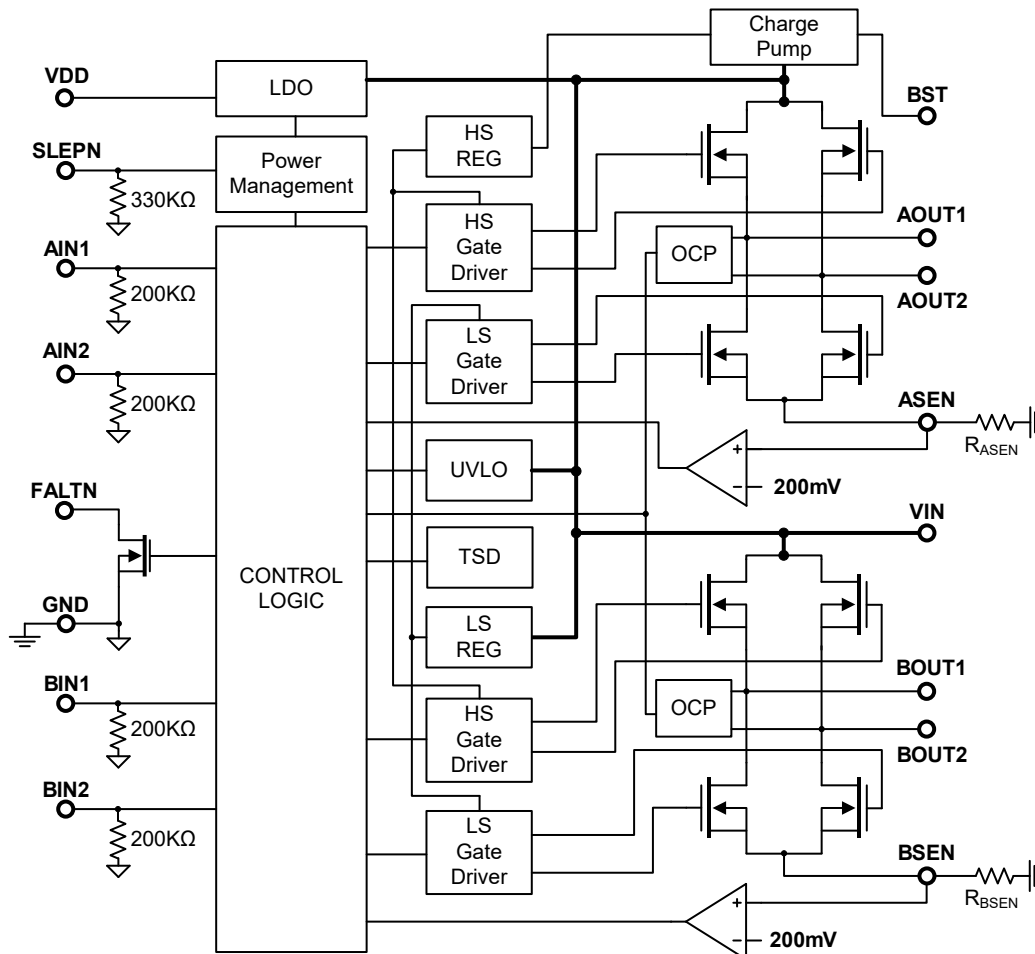 Charge
Pump
VDD
LDO
BST
SLEPN
Power
Management
HS
REG
330KΩ
AIN1
HS
Gate
Driver
AOUT1
OCP
200KΩ
AOUT2
AIN2
LS
Gate
Driver
200KΩ
ASEN
R_ASEN
UVLO
+
−
200mV
FALTN
VIN
CONTROL
LOGIC
TSD
GND
LS
REG
BIN1
HS
Gate
Driver
BOUT1
OCP
200KΩ
BOUT2
BIN2
LS
Gate
Driver
200KΩ
BSEN
R_BSEN
+
−
200mV